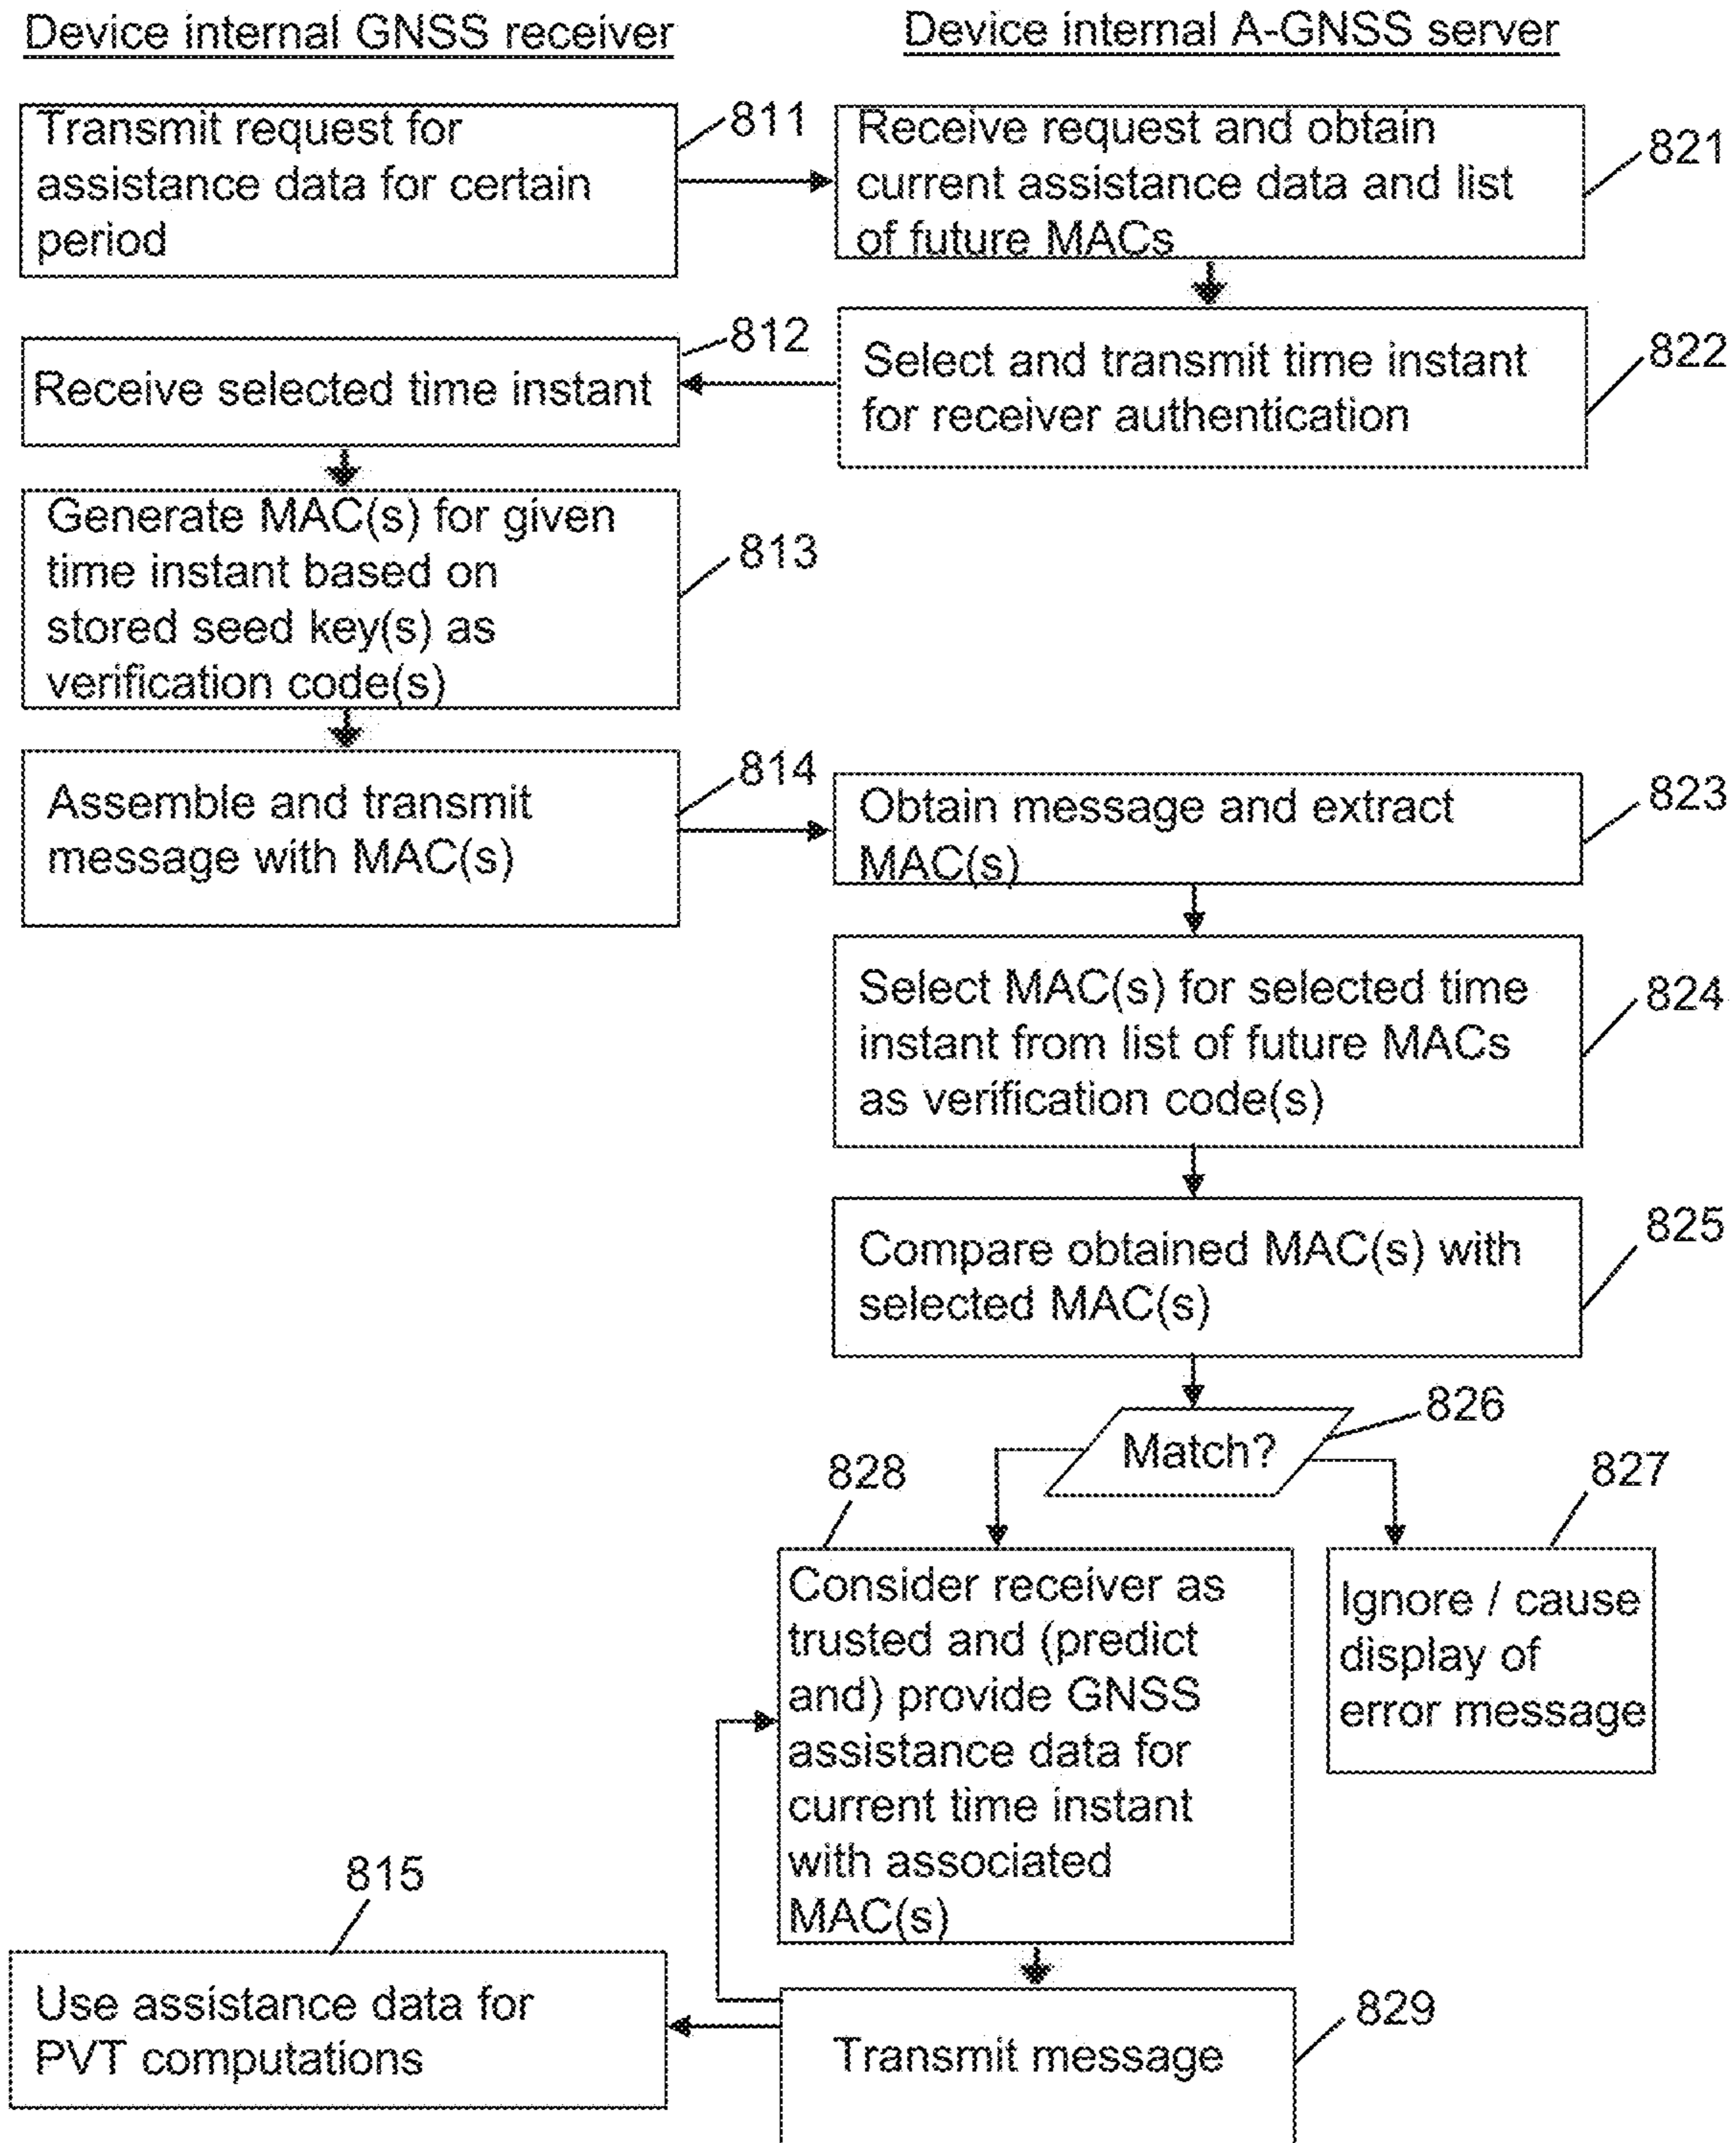 Device internal GNSS receiver
Device internal A-GNSS server
Transmit request for
assistance data for certain
period
811
Receive request and obtain
current assistance data and list
of future MACs
821
812
Receive selected time instant
Select and transmit time instant
for receiver authentication
822
Generate MAC(s) for given
time instant based on
stored seed key(s) as
verification code(s)
813
Assemble and transmit
message with MAC(s)
814
Obtain message and extract
MAC(s)
823
Select MAC(s) for selected time
instant from list of future MACs
as verification code(s)
824
Compare obtained MAC(s) with
selected MAC(s)
825
Match?
826
828
827
Consider receiver as
trusted and (predict
and) provide GNSS
assistance data for
current time instant
with associated
MAC(s)
Ignore / cause
display of
error message
815
Use assistance data for
PVT computations
Transmit message
829